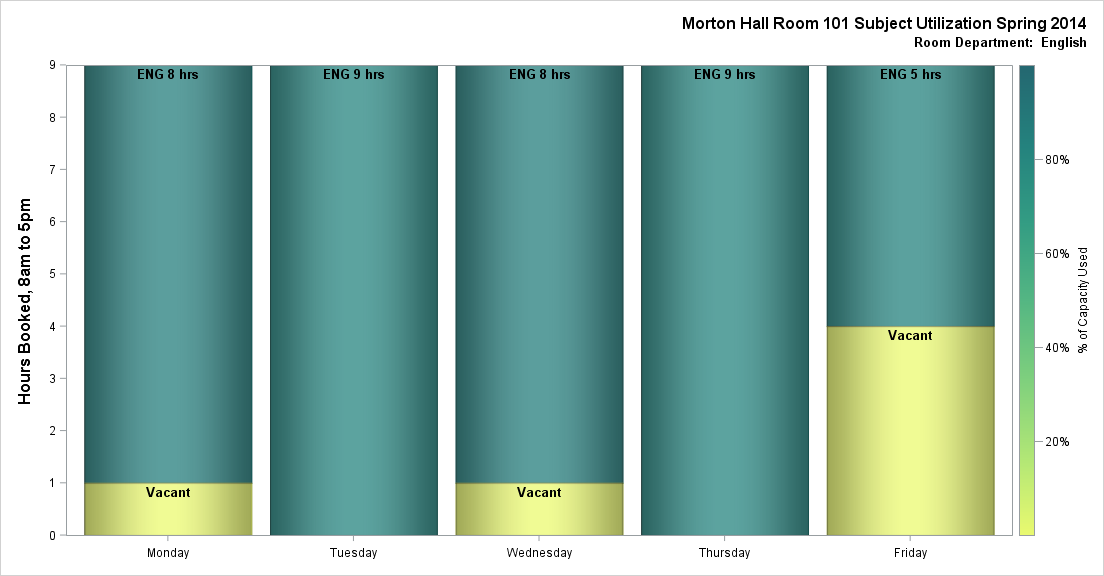 Morton Hall Room 101 Subject Utilization Spring 2014
Room Department: English
Hours Booked, 8am to 5pm
9
8
7
6
5
4
3
2
1
0
ENG 8 hrs
Vacant
ENG 9 hrs
ENG 8 hrs
Vacant
ENG 9 hrs
ENG 5 hrs
Vacant
Monday
Tuesday
Wednesday
Thursday
Friday
80%
60%
40%
20%
% of Capacity Used